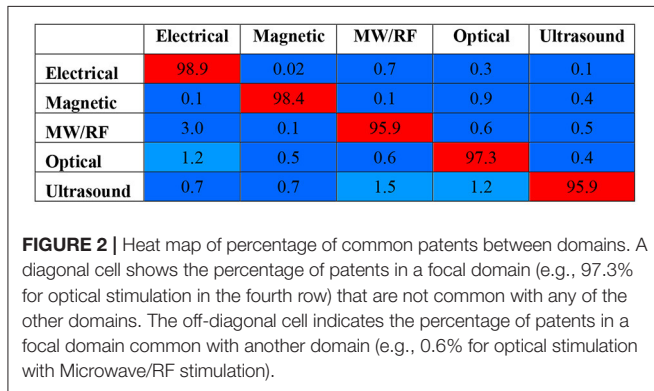 Electrical Magnetic MW/RF Optical Ultrasound
Electrical 98.9 0.02 0.7 0.3 0.1
Magnetic 0.1 98.4 0.1 0.9 0.4
MW/RF 3.0 0.1 95.9 0.6 0.5
Optical 1.2 0.5 0.6 97.3 0.4
Ultrasound 0.7 0.7 1.5 1.2 95.9
FIGURE 2 | Heat map of percentage of common patents between domains. A
diagonal cell shows the percentage of patents in a focal domain (e.g., 97.3%
for optical stimulation in the fourth row) that are not common with any of the
other domains. The off-diagonal cell indicates the percentage of patents in a
focal domain common with another domain (e.g., 0.6% for optical stimulation
with Microwave/RF stimulation).